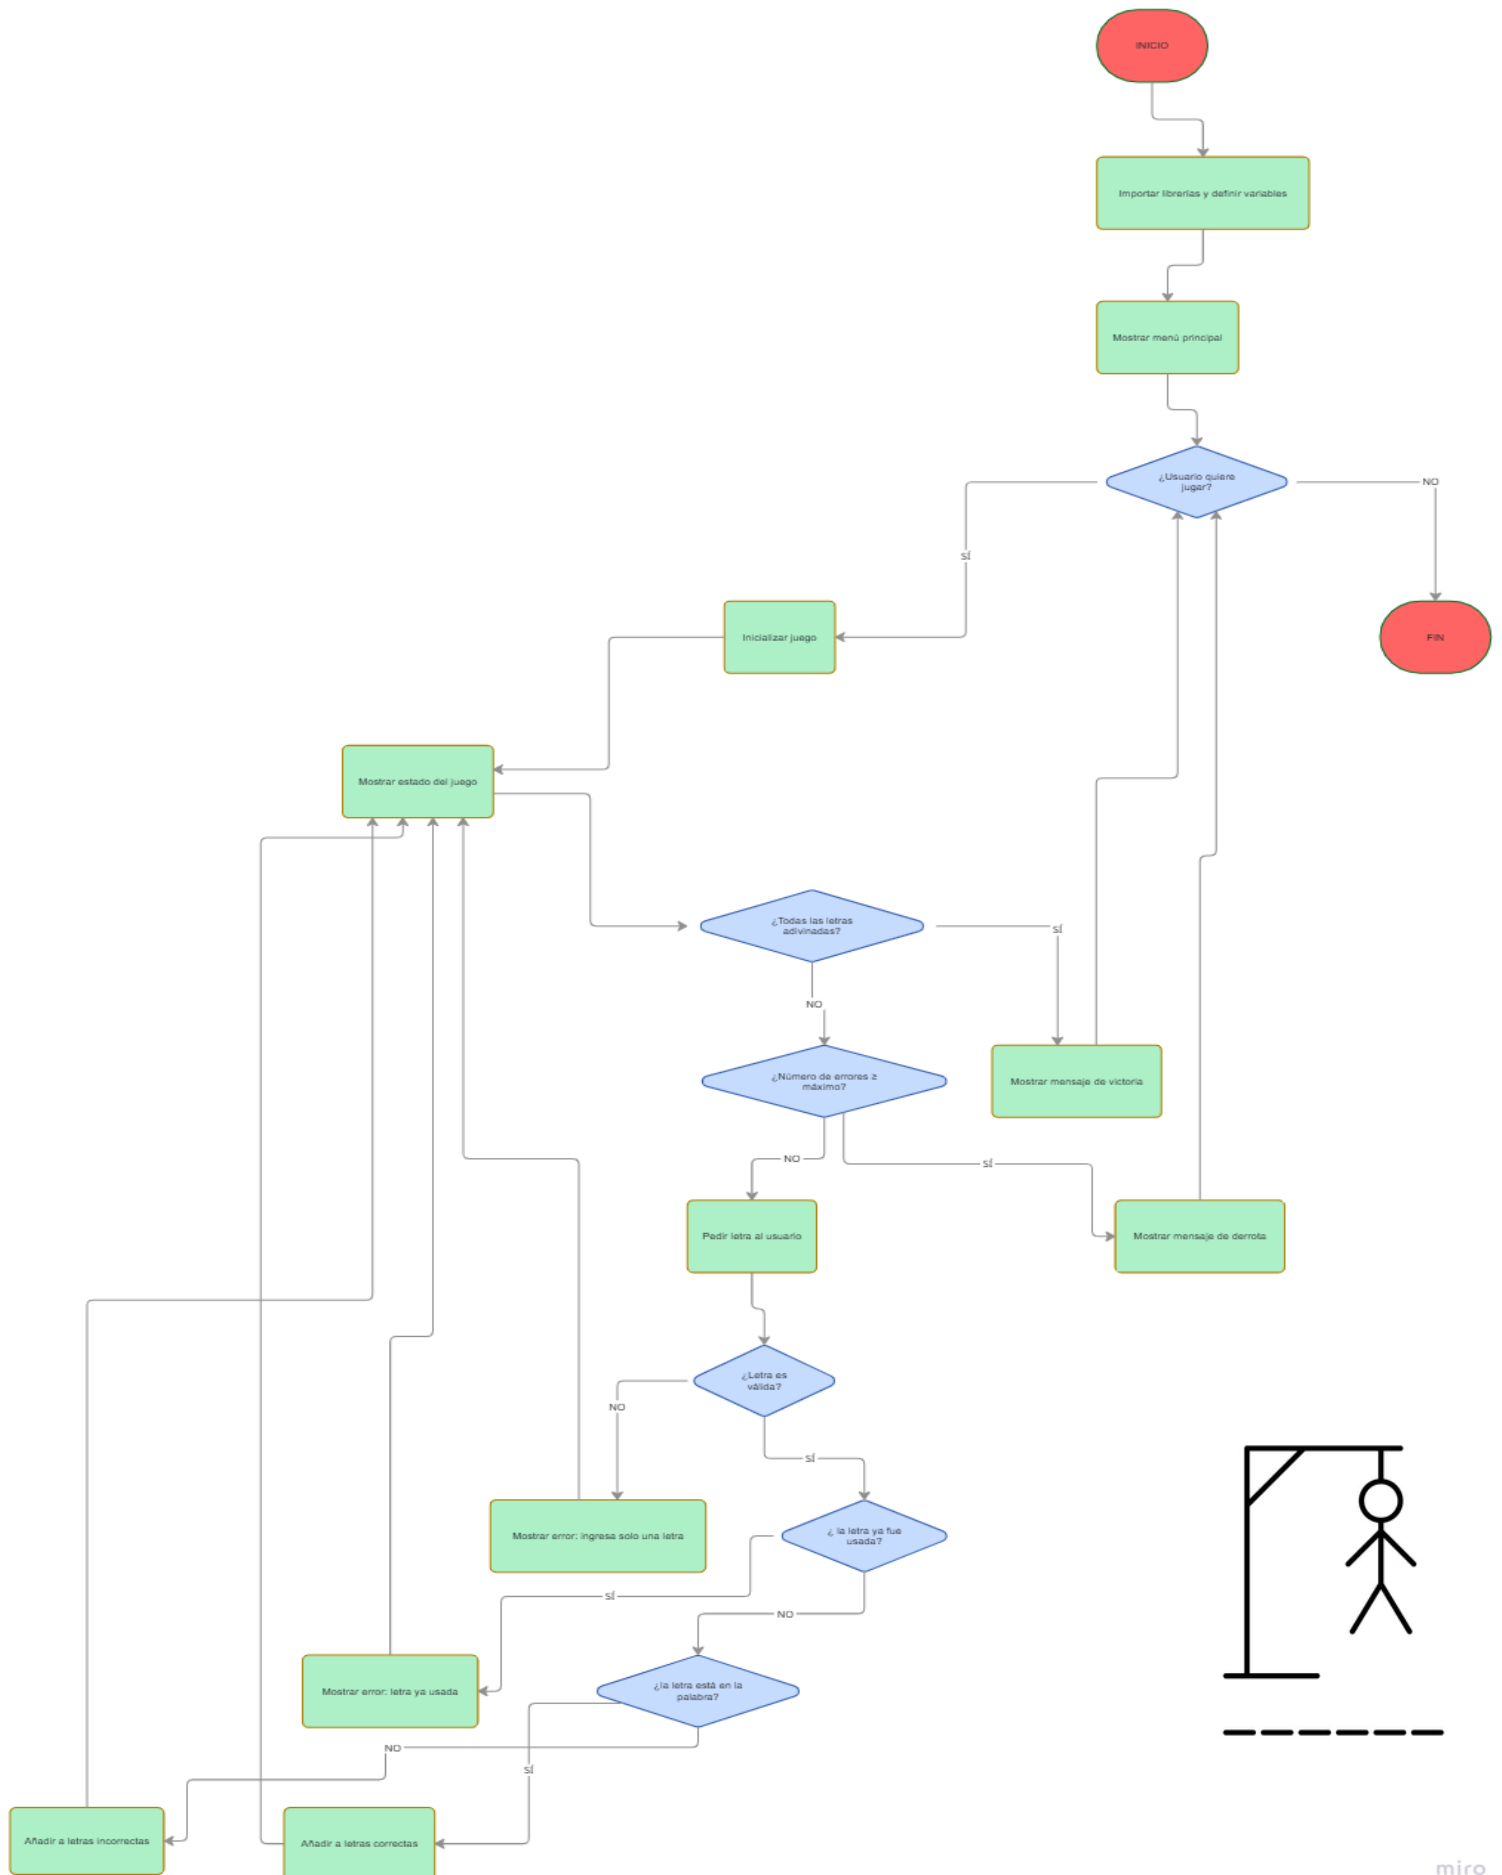 INICIO
Importar librerías y definir variables
Mostrar menú principal
¿Usuario quiere
jugar?
NO
SÍ
Inicializar juego
FIN
Mostrar estado del juego
¿Todas las letras
adivinadas?
SÍ
NO
¿Número de errores ≥
máximo?
Mostrar mensaje de victoria
NO
SÍ
Pedir letra al usuario
Mostrar mensaje de derrota
¿Letra es
válida?
NO
SÍ
Mostrar error: ingresa solo una letra
¿ la letra ya fue
usada?
SÍ
NO
Mostrar error: letra ya usada
¿la letra está en la
palabra?
NO
SÍ
Añadir a letras incorrectas
Añadir a letras correctas
miro